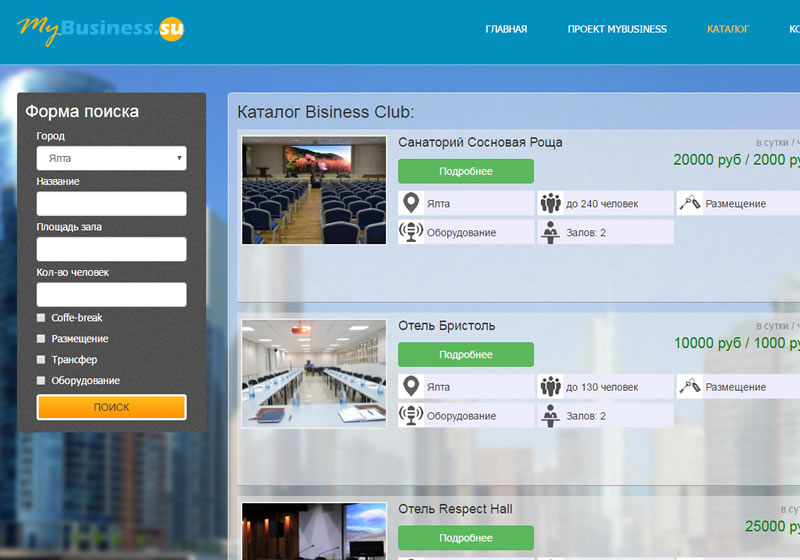 MyBusiness.su
ГЛАВНАЯ
ПРОЕКТ MYBUSINESS
КАТАЛОГ
Форма поиска
Город
Ялта
Название
Площадь зала
Кол-во человек
Coffe-break
Размещение
Трансфер
Оборудование
ПОИСК
Каталог Bisiness Club:
Санаторий Сосновая Роща
в сутки /
20000 руб / 2000
Подробнее
Ялта
до 240 человек
Размещение
Оборудование
Залов: 2
Отель Бристоль
в сутки /
10000 руб / 1000
Подробнее
Ялта
до 130 человек
Размещение
Оборудование
Залов: 2
Отель Respect Hall
25000
Подробнее